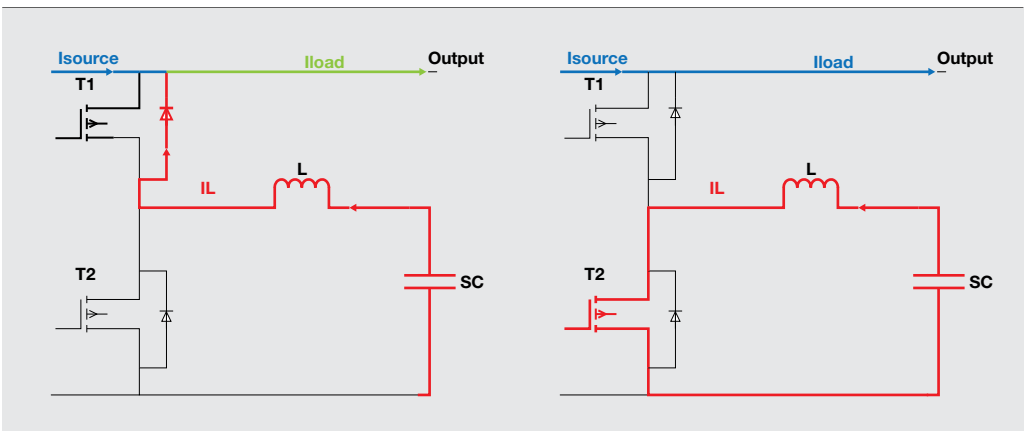 Isource
Iload
Output
T1
L
IL
T2
SC
Isource
Iload
Output
T1
L
IL
T2
SC